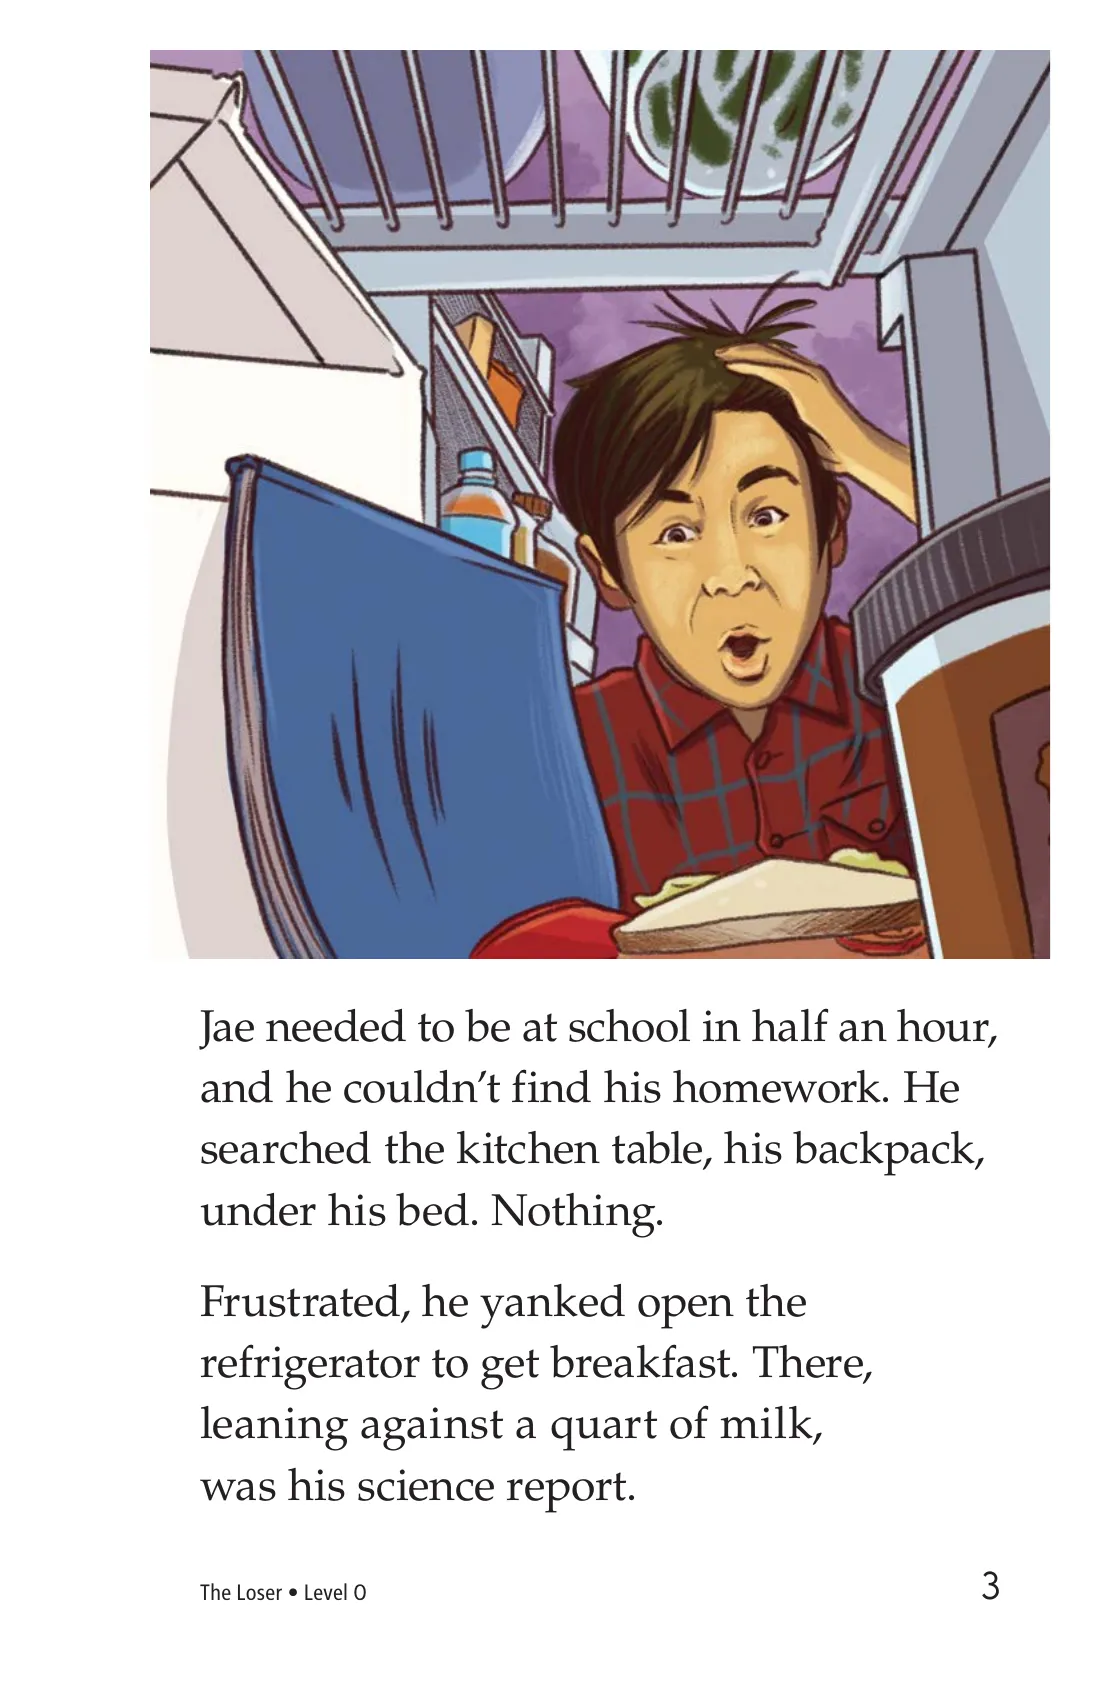 Jae needed to be at school in half an hour,
and he couldn’t find his homework. He
searched the kitchen table, his backpack,
under his bed. Nothing.
Frustrated, he yanked open the
refrigerator to get breakfast. There,
leaning against a quart of milk,
was his science report.
The Loser • Level O
3